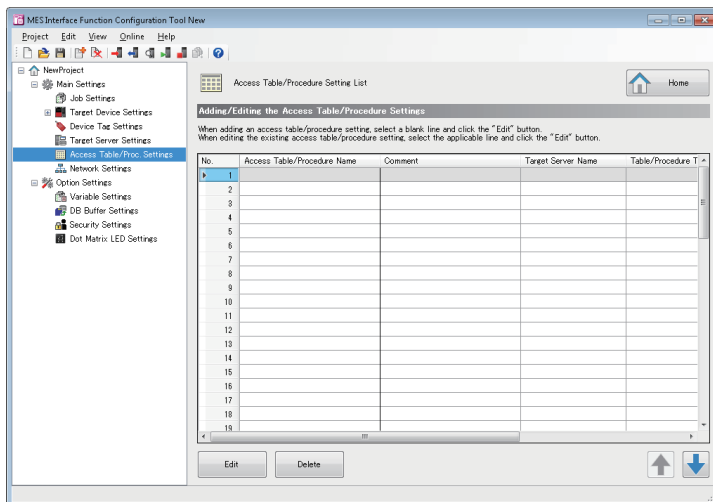 MES Interface Function Configuration Tool New
Project Edit View Online Help
NewProject
Main Settings
Job Settings
Target Device Settings
Device Tag Settings
Target Server Settings
Access Table/Proc. Settings
Network Settings
Option Settings
Variable Settings
DB Buffer Settings
Security Settings
Dot Matrix LED Settings
Access Table/Procedure Setting List
Home
Adding/Editing the Access Table/Procedure Settings
When adding an access table/procedure setting, select a blank line and click the "Edit" button.
When editing the existing access table/procedure setting, select the applicable line and click the "Edit" button.
No. Access Table/Procedure Name Comment Target Server Name Table/Procedure T
1
2
3
4
5
6
7
8
9
10
11
12
13
14
15
16
17
18
19
Edit Delete